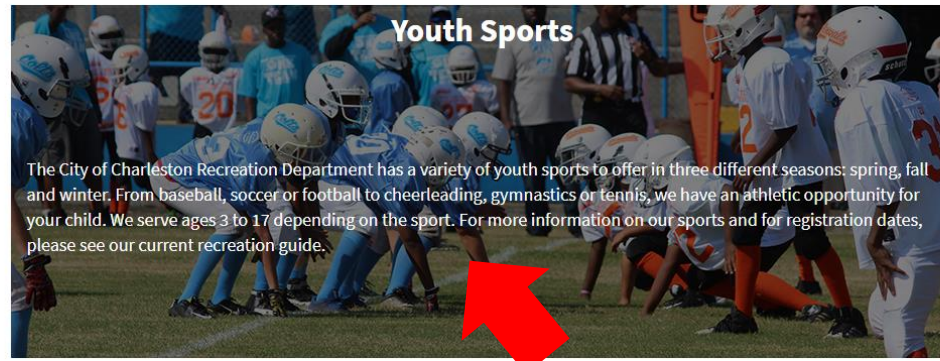 Youth Sports
The City of Charleston Recreation Department has a variety of youth sports to offer in three different seasons: spring, fall
and winter. From baseball, soccer or football to cheerleading, gymnastics or tennis, we have an athletic opportunity for
your child. We serve ages 3 to 17 depending on the sport. For more information on our sports and for registration dates,
please see our current recreation guide.
20